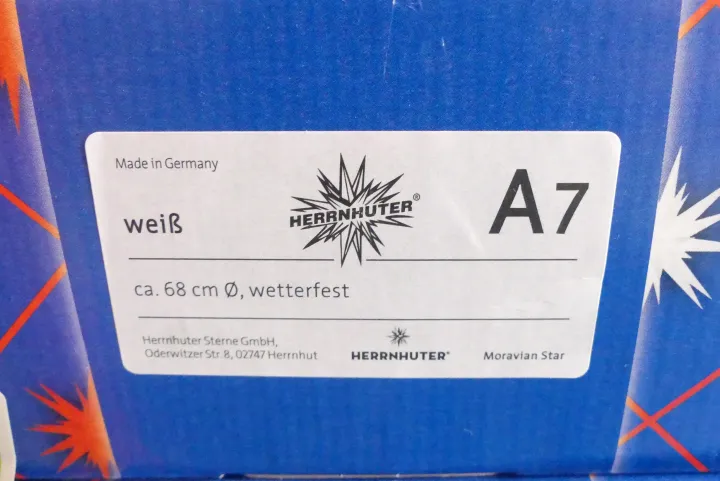 Made in Germany
HERRNHUTER®
A7
weiß
ca. 68 cm Ø, wetterfest
Herrnhuter Sterne GmbH,
Oderwitzer Str. 8, 02747 Herrnhut
HERRNHUTER®
Moravian Star